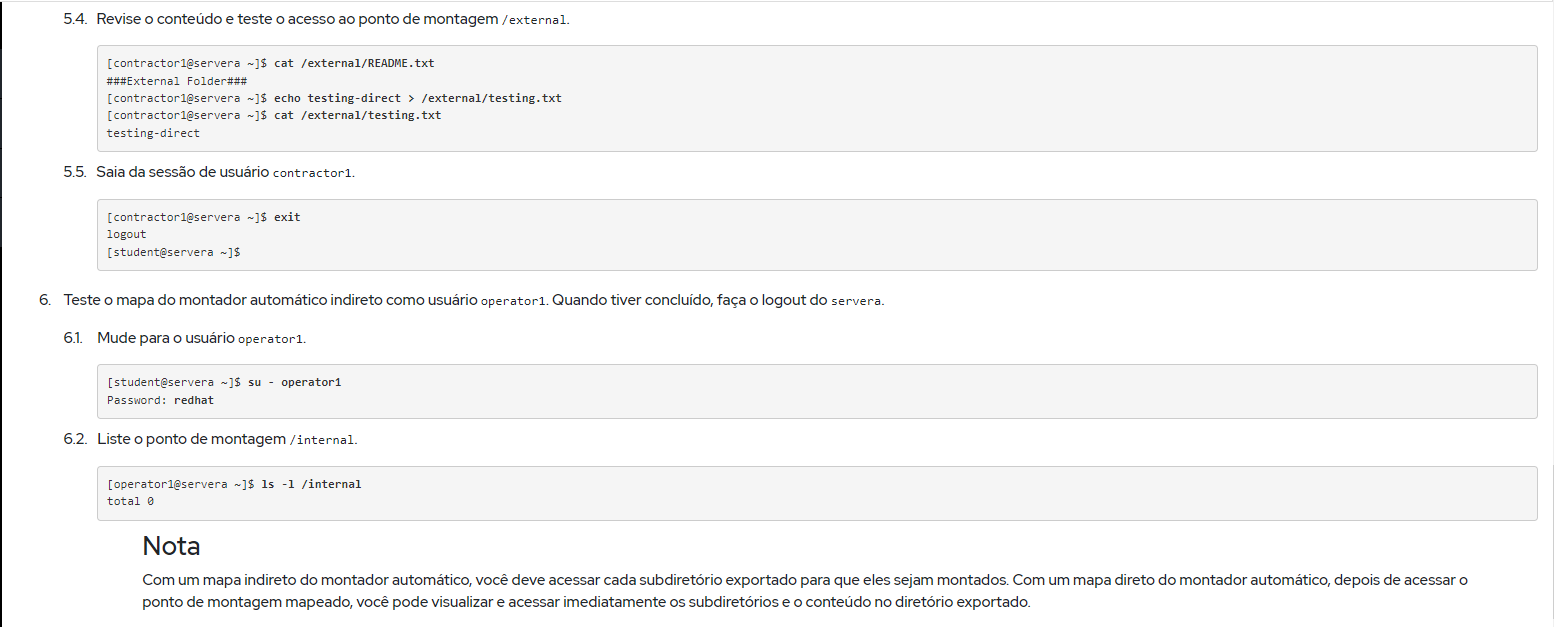 5.4. Revise o conteúdo e teste o acesso ao ponto de montagem /external.
[contractor1@servera ~]$ cat /external/README.txt
###External Folder###
[contractor1@servera ~]$ echo testing-direct > /external/testing.txt
[contractor1@servera ~]$ cat /external/testing.txt
testing-direct
5.5. Saia da sessão de usuário contractor1.
[contractor1@servera ~]$ exit
logout
[student@servera ~]$
6. Teste o mapa do montador automático indireto como usuário operator1. Quando tiver concluído, faça o logout do servera.
6.1. Mude para o usuário operator1.
[student@servera ~]$ su - operator1
Password: redhat
6.2. Liste o ponto de montagem /internal.
[operator1@servera ~]$ ls -l /internal
total 0
Nota
Com um mapa indireto do montador automático, você deve acessar cada subdiretório exportado para que eles sejam montados. Com um mapa direto do montador automático, depois de acessar o
ponto de montagem mapeado, você pode visualizar e acessar imediatamente os subdiretórios e o conteúdo no diretório exportado.